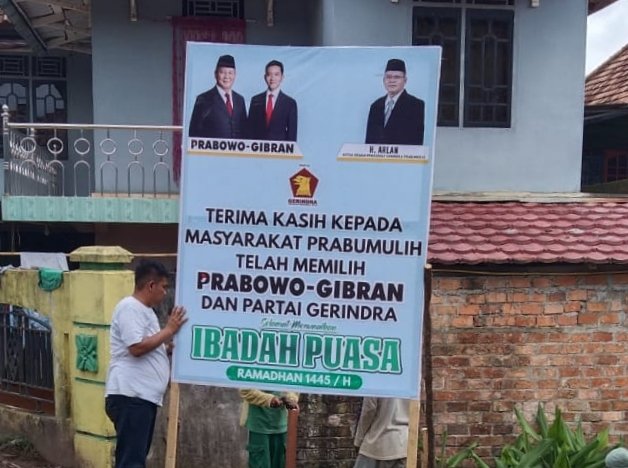 PRABOWO-GIBRAN
H. AHLAN
GERINDRA
TERIMA KASIH KEPADA
MASYARAKAT PRABUMULIH
TELAH MEMILIH
PRABOWO-GIBRAN
DAN PARTAI GERINDRA
Selamat Menunaikan
IBADAH PUASA
RAMADHAN 1445 / H